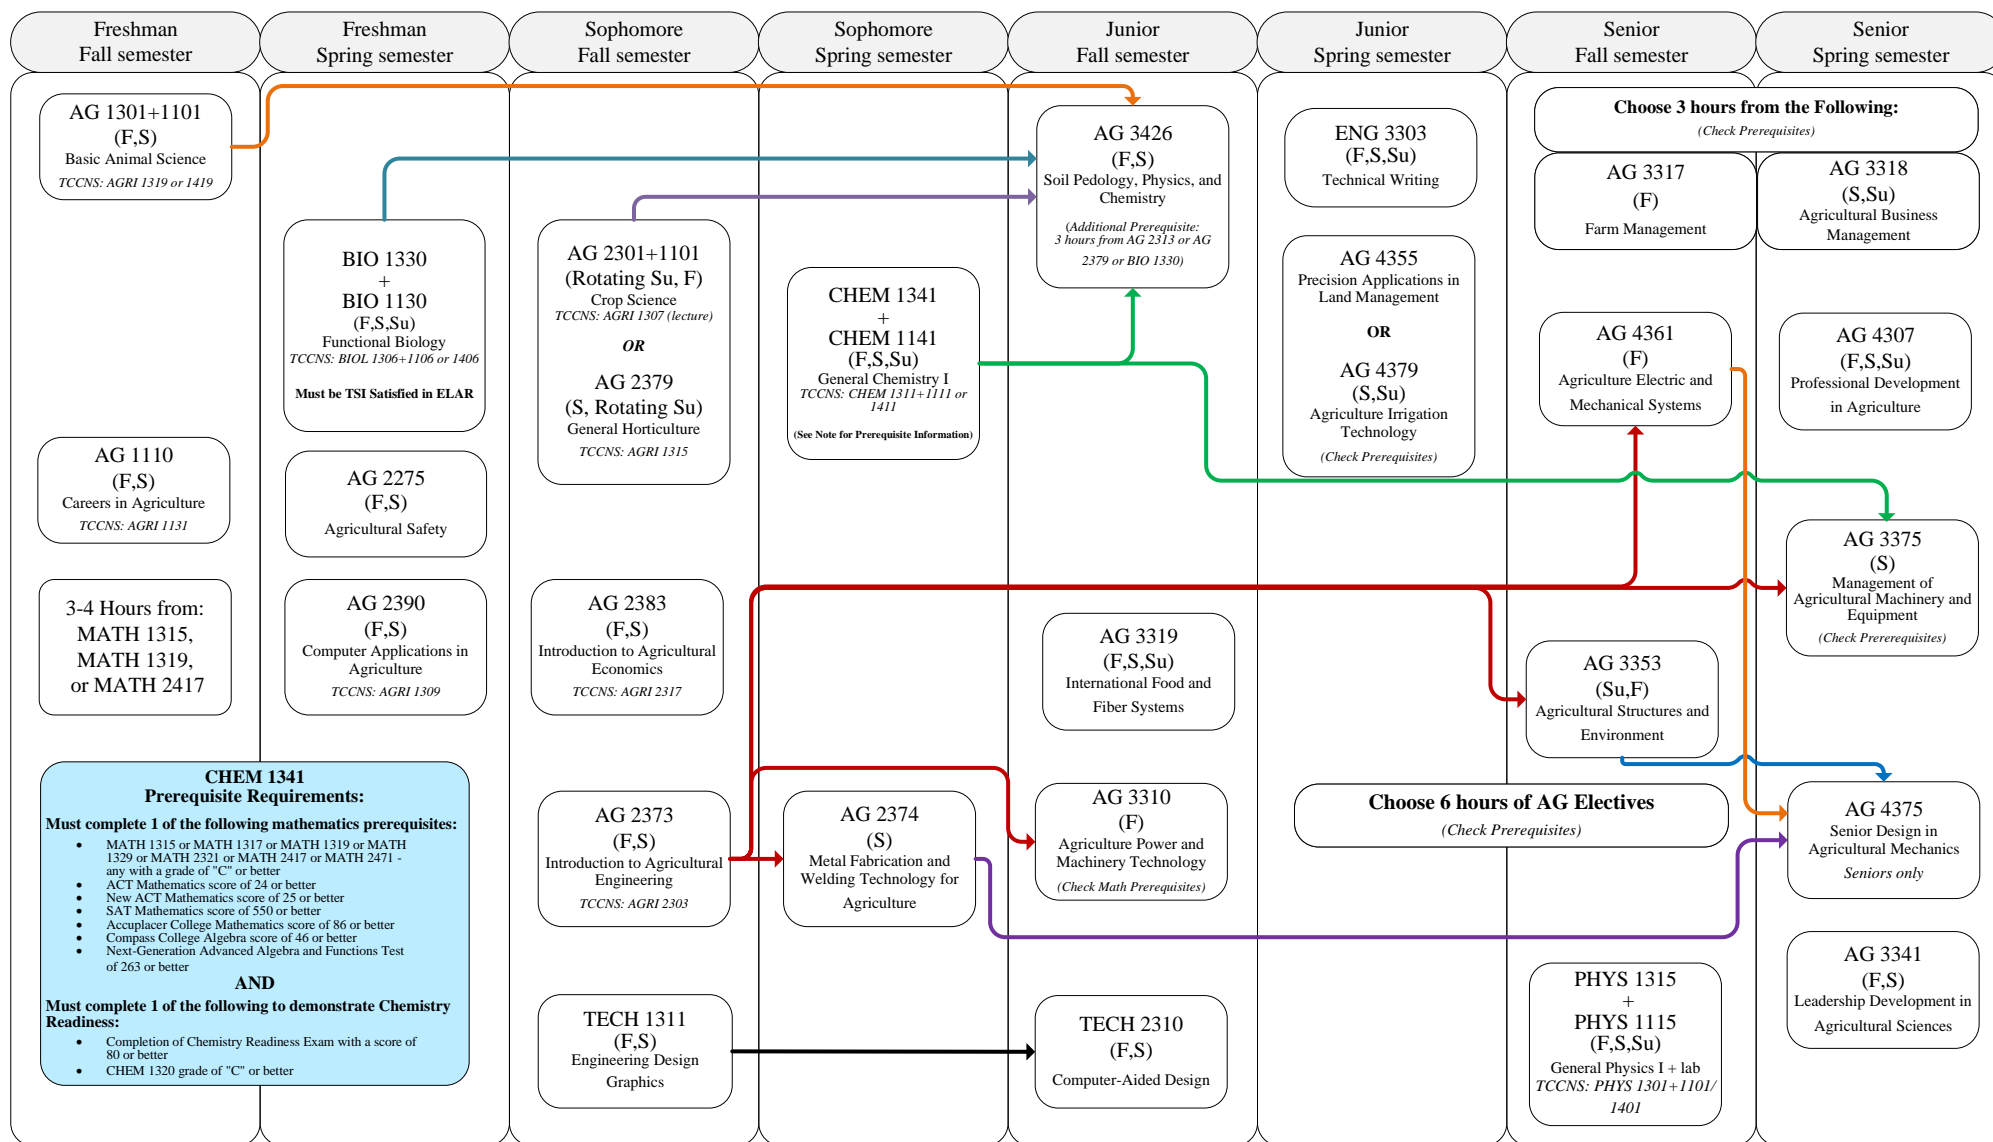 Freshman
Fall semester
Freshman
Spring semester
Sophomore
Fall semester
Sophomore
Spring semester
Junior
Fall semester
Junior
Spring semester
Senior
Fall semester
Senior
Spring semester
AG 1301+1101
(F,S)
Basic Animal Science
TCCNS: AGRI 1319 or 1419
AG 1110
(F,S)
Careers in Agriculture
TCCNS: AGRI 1131
3-4 Hours from:
MATH 1315,
MATH 1319,
or MATH 2417
BIO 1330
+
BIO 1130
(F,S,Su)
Functional Biology
TCCNS: BIOL 1306+1106 or 1406
Must be TSI Satisfied in ELAR
AG 2275
(F,S)
Agricultural Safety
AG 2390
(F,S)
Computer Applications in
Agriculture
TCCNS: AGRI 1309
CHEM 1341
Prerequisite Requirements:
Must complete 1 of the following mathematics prerequisites:
• MATH 1315 or MATH 1317 or MATH 1319 or MATH
1329 or MATH 2321 or MATH 2417 or MATH 2471 -
any with a grade of "C" or better
• ACT Mathematics score of 24 or better
• New ACT Mathematics score of 25 or better
• SAT Mathematics score of 550 or better
• Accuplacer College Mathematics score of 86 or better
• Compass College Algebra score of 46 or better
• Next-Generation Advanced Algebra and Functions Test
of 263 or better
AND
Must complete 1 of the following to demonstrate Chemistry
Readiness:
• Completion of Chemistry Readiness Exam with a score of
80 or better
• CHEM 1320 grade of "C" or better
AG 2301+1101
(Rotating Su, F)
Crop Science
TCCNS: AGRI 1307 (lecture)
OR
AG 2379
(S, Rotating Su)
General Horticulture
TCCNS: AGRI 1315
AG 2383
(F,S)
Introduction to Agricultural
Economics
TCCNS: AGRI 2317
AG 2373
(F,S)
Introduction to Agricultural
Engineering
TCCNS: AGRI 2303
TECH 1311
(F,S)
Engineering Design
Graphics
CHEM 1341
+
CHEM 1141
(F,S,Su)
General Chemistry I
TCCNS: CHEM 1311+1111 or
1411
(See Note for Prerequisite Information)
AG 2374
(S)
Metal Fabrication and
Welding Technology for
Agriculture
AG 3426
(F,S)
Soil Pedology, Physics, and
Chemistry
(Additional Prerequisite:
3 hours from AG 2313 or AG
2379 or BIO 1330)
AG 3319
(F,S,Su)
International Food and
Fiber Systems
AG 3310
(F)
Agriculture Power and
Machinery Technology
(Check Math Prerequisites)
TECH 2310
(F,S)
Computer-Aided Design
ENG 3303
(F,S,Su)
Technical Writing
AG 4355
Precision Applications in
Land Management
OR
AG 4379
(S,Su)
Agriculture Irrigation
Technology
(Check Prerequisites)
Choose 6 hours of AG Electives
(Check Prerequisites)
Choose 3 hours from the Following:
(Check Prerequisites)
AG 3317
(F)
Farm Management
AG 3318
(S,Su)
Agricultural Business
Management
AG 4361
(F)
Agriculture Electric and
Mechanical Systems
AG 3353
(Su,F)
Agricultural Structures and
Environment
PHYS 1315
+
PHYS 1115
(F,S,Su)
General Physics I + lab
TCCNS: PHYS 1301+1101/
1401
AG 4307
(F,S,Su)
Professional Development
in Agriculture
AG 3375
(S)
Management of
Agricultural Machinery and
Equipment
(Check Prererequisites)
AG 4375
Senior Design in
Agricultural Mechanics
Seniors only
AG 3341
(F,S)
Leadership Development in
Agricultural Sciences